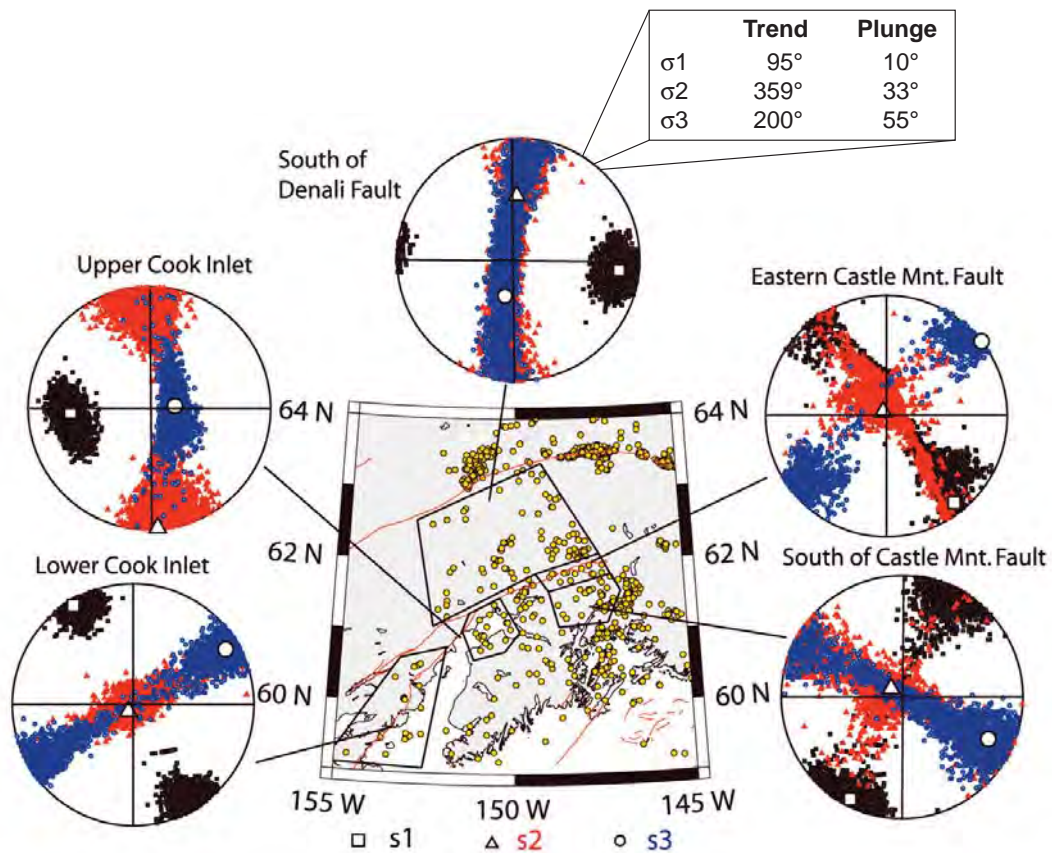 Trend Plunge
σ1 95° 10°
σ2 359° 33°
σ3 200° 55°
South of
Denali Fault
Upper Cook Inlet
Eastern Castle Mnt. Fault
64 N
64 N
62 N
62 N
Lower Cook Inlet
South of Castle Mnt. Fault
60 N
60 N
155 W
150 W
145 W
s1
s2
s3